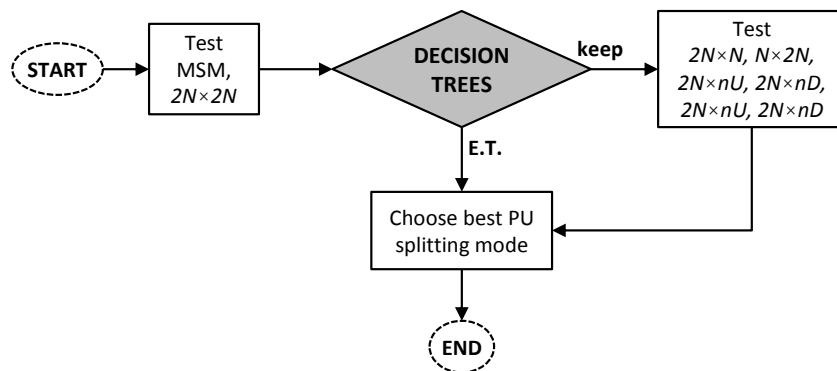 START
Test
MSM,
2N×2N
DECISION
TREES
keep
Test
2N×N, N×2N,
2N×nU, 2N×nD,
2N×nU, 2N×nD
E.T.
Choose best PU
splitting mode
END